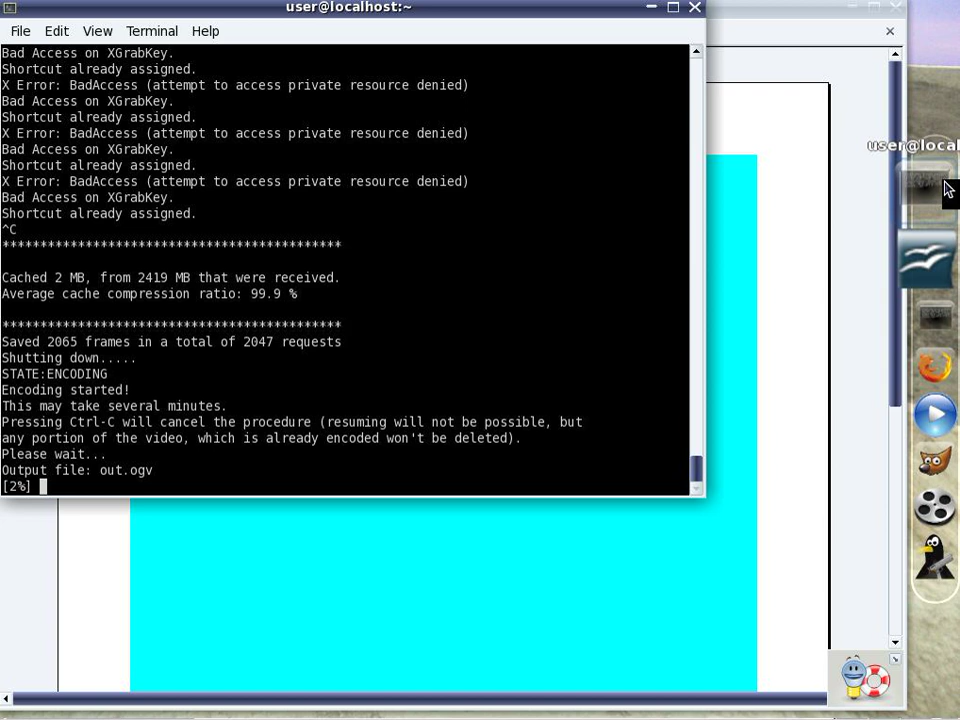 user@localhost:~
File Edit View Terminal Help
Bad Access on XGrabKey.
Shortcut already assigned.
X Error: BadAccess (attempt to access private resource denied)
Bad Access on XGrabKey.
Shortcut already assigned.
X Error: BadAccess (attempt to access private resource denied)
Bad Access on XGrabKey.
Shortcut already assigned.
X Error: BadAccess (attempt to access private resource denied)
Bad Access on XGrabKey.
Shortcut already assigned.
^C
*********************************************
Cached 2 MB, from 2419 MB that were received.
Average cache compression ratio: 99.9 %
*********************************************
Saved 2065 frames in a total of 2047 requests
Shutting down.....
STATE:ENCODING
Encoding started!
This may take several minutes.
Pressing Ctrl-C will cancel the procedure (resuming will not be possible, but
any portion of the video, which is already encoded won't be deleted).
Please wait...
Output file: out.ogv
[2%]
user@local